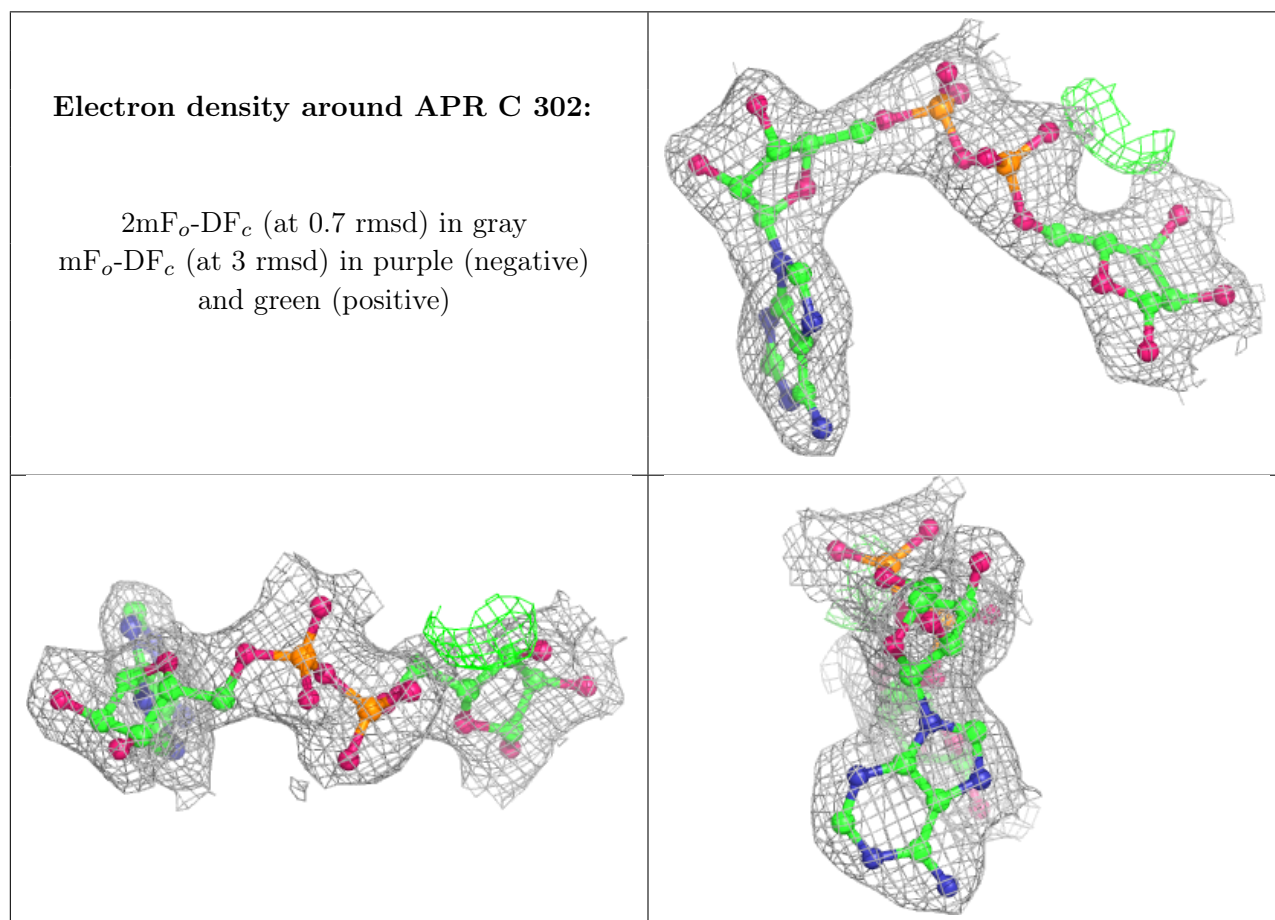 Electron density around APR C 302:
2mFo-DFc (at 0.7 rmsd) in gray
mFo-DFc (at 3 rmsd) in purple (negative)
and green (positive)